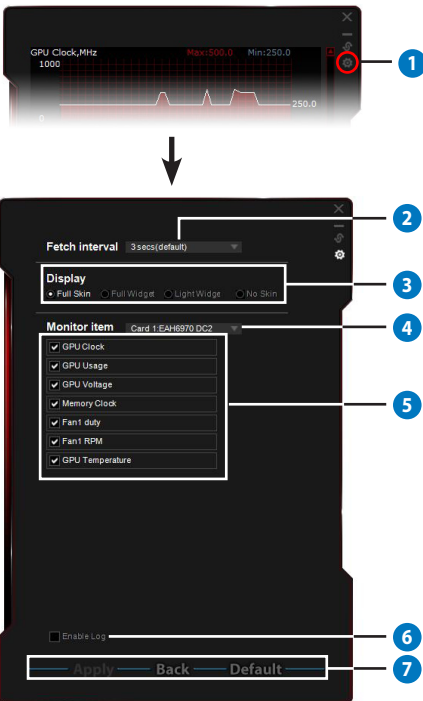 GPU Clock,MHz Max:500.0 Min:250.0
1000
250.0
0
1
Fetch interval 3 secs(default)
2
Display
Full Skin Full Widget Light Widge No Skin
3
Monitor item Card 1:EAH6970 DC2
4
GPU Clock
GPU Usage
GPU Voltage
Memory Clock
Fan1 duty
Fan1 RPM
GPU Temperature
5
Enable Log
6
Apply Back Default
7